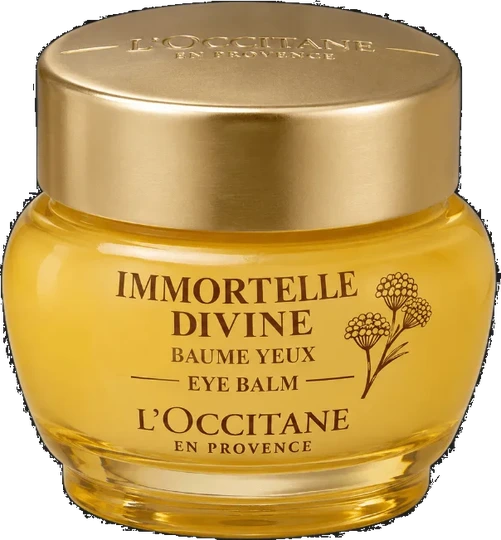 L'OCCITANE
EN PROVENCE
IMMORTELLE
DIVINE
BAUME YEUX
EYE BALM
L'OCCITANE
EN PROVENCE